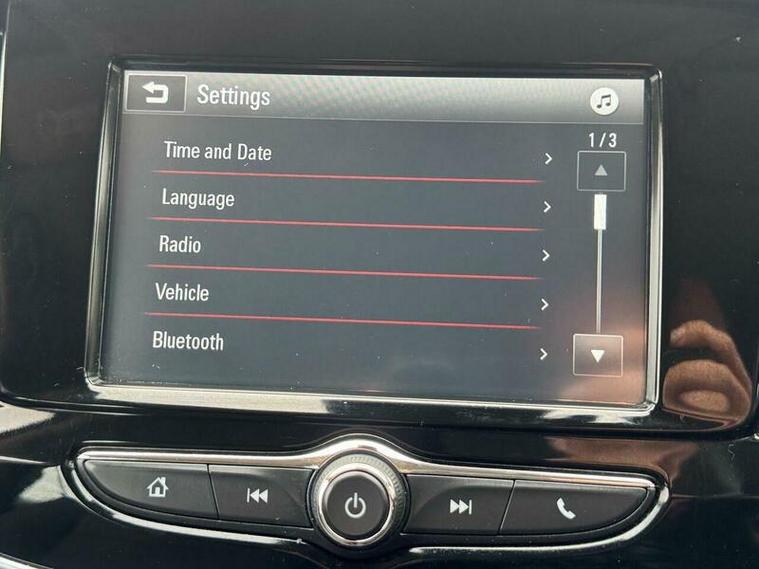 Settings
1/3
Time and Date
Language
Radio
Vehicle
Bluetooth